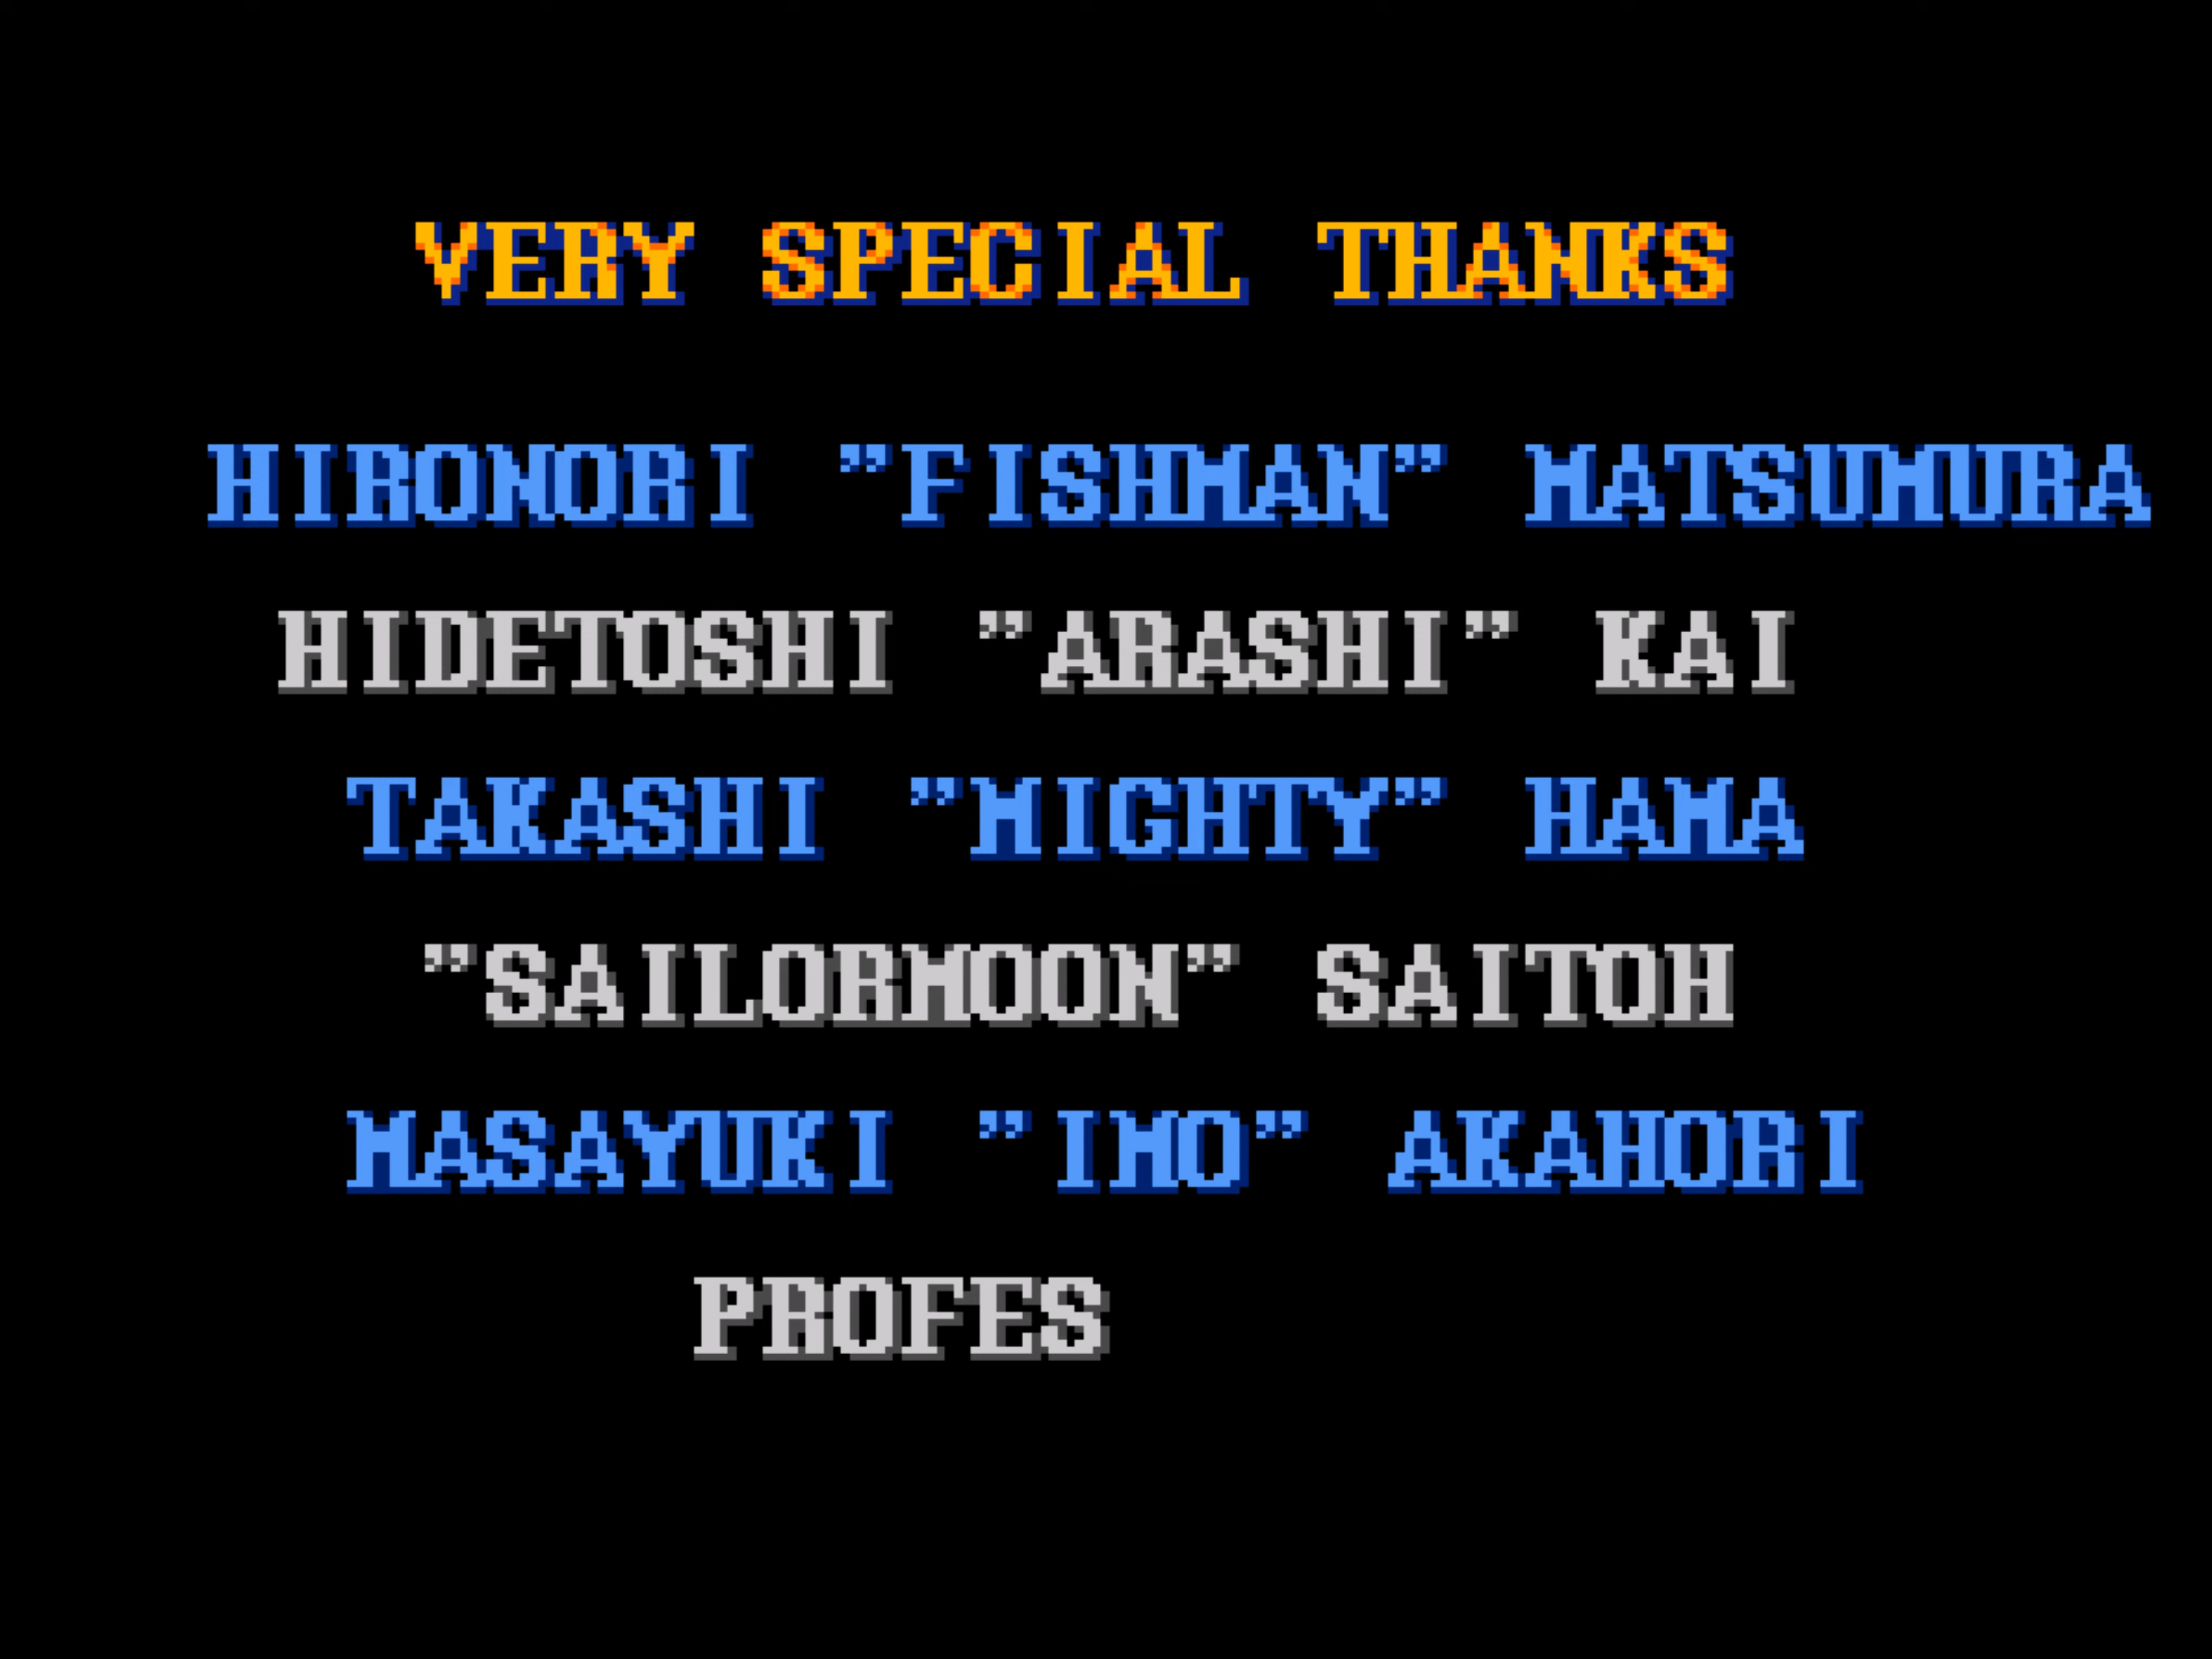 VERY SPECIAL THANKS
HIRONORI ”FISHMAN” MATSUMURA
HIDETOSHI ”ARASHI” KAI
TAKASHI ”MIGHTY” HAMA
”SAILORMOON” SAITOH
MASAYUKI ”IMO” AKAHORI
PROFES